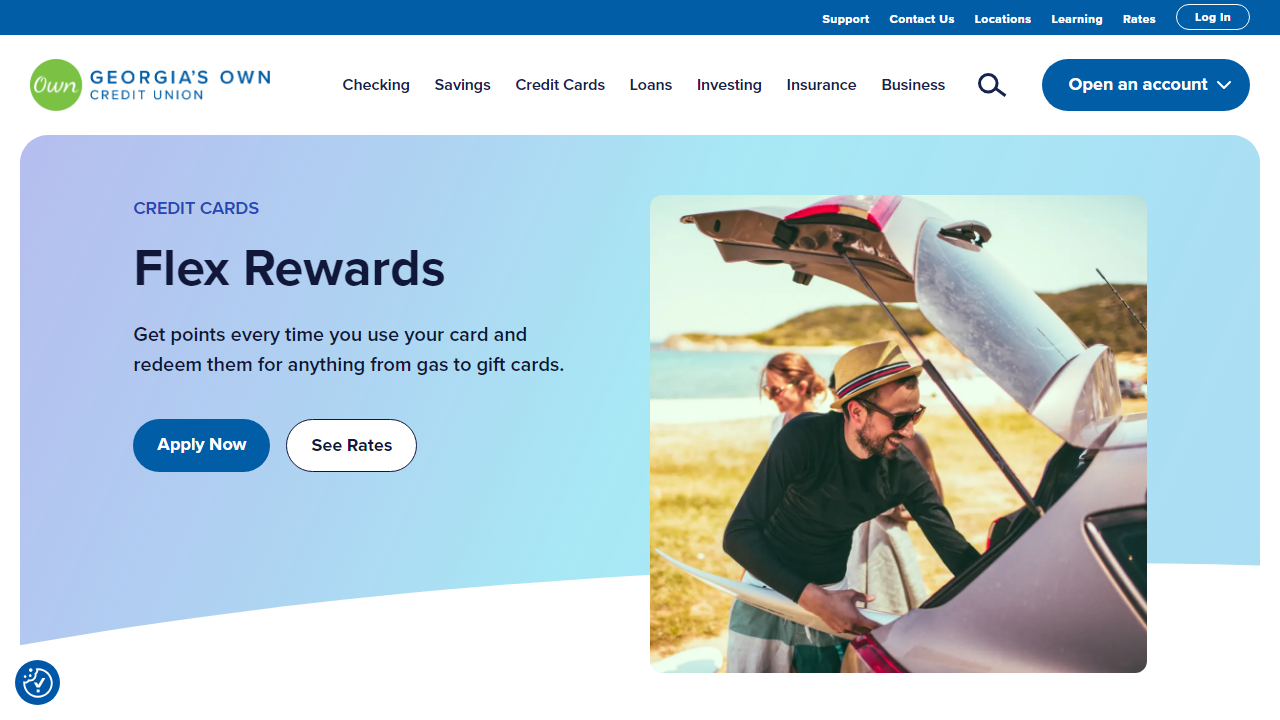 Support Contact Us Locations Learning Rates Log In
Own GEORGIA'S OWN
CREDIT UNION
Checking Savings Credit Cards Loans Investing Insurance Business
Open an account
CREDIT CARDS
Flex Rewards
Get points every time you use your card and
redeem them for anything from gas to gift cards.
Apply Now See Rates